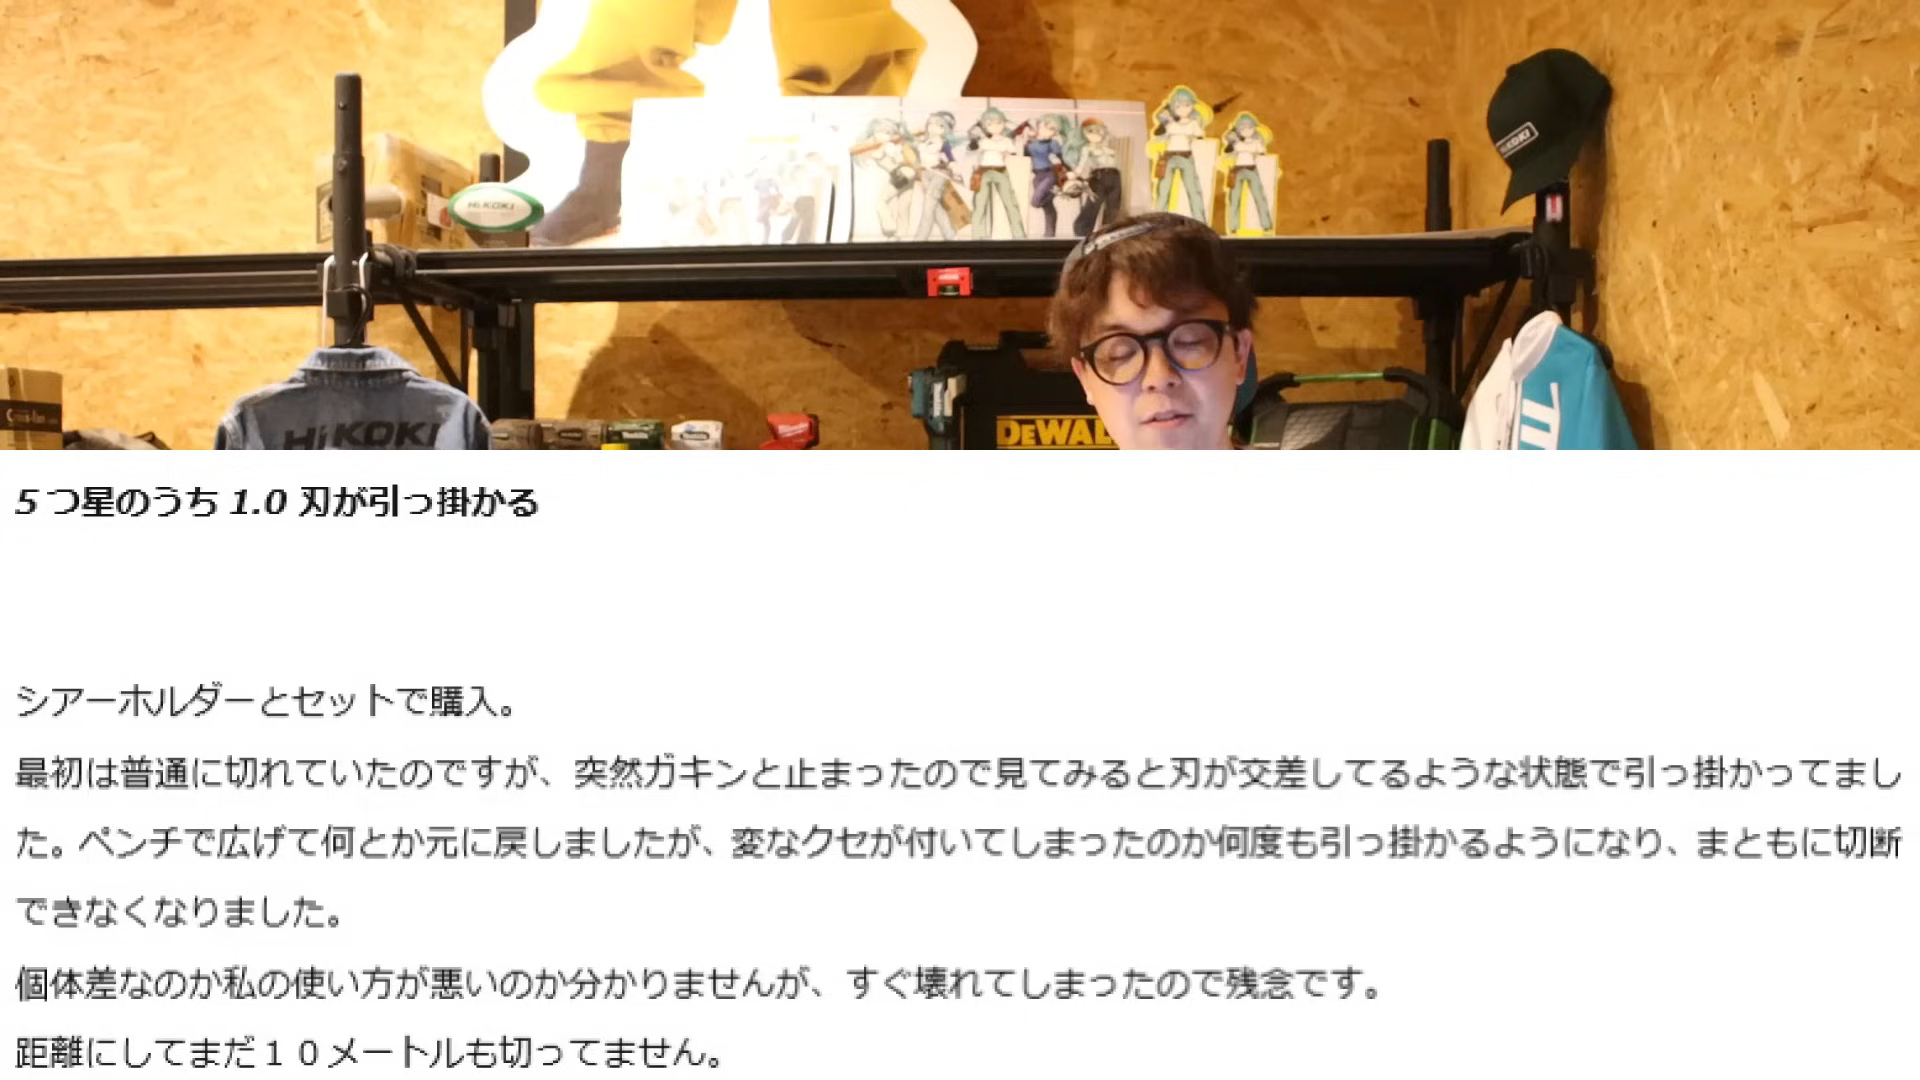 HiKOKI
HiKOKI
HiKOKI
DEWAL
5つ星のうち 1.0 刃が引っ掛かる
シアーホルダーとセットで購入。
最初は普通に切れていたのですが、突然ガキンと止まったので見てみると刃が交差してるような状態で引っ掛かってまし
た。ペンチで広げて何とか元に戻しましたが、変なクセが付いてしまったのか何度も引っ掛かるようになり、まともに切断
できなくなりました。
個体差なのか私の使い方が悪いのか分かりませんが、すぐ壊れてしまったので残念です。
距離にしてまだ１０メートルも切ってません。